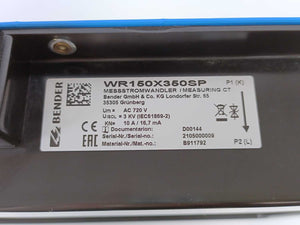 BENDER
WR150X350SP P1(K)
MESSSTROMWANDLER / MEASURING CT
Bender GmbH & Co. KG Londorfer Str. 65
35305 Grünberg
Um = AC 720 V
UISOL = 3 KV (IEC61869-2)
KN= 10 A / 16,7 mA
Documentation: D00144
Serial-Nr/Serial-No.: 2105000009
Material-Nr/Material-No.: B911792
P2 (L)